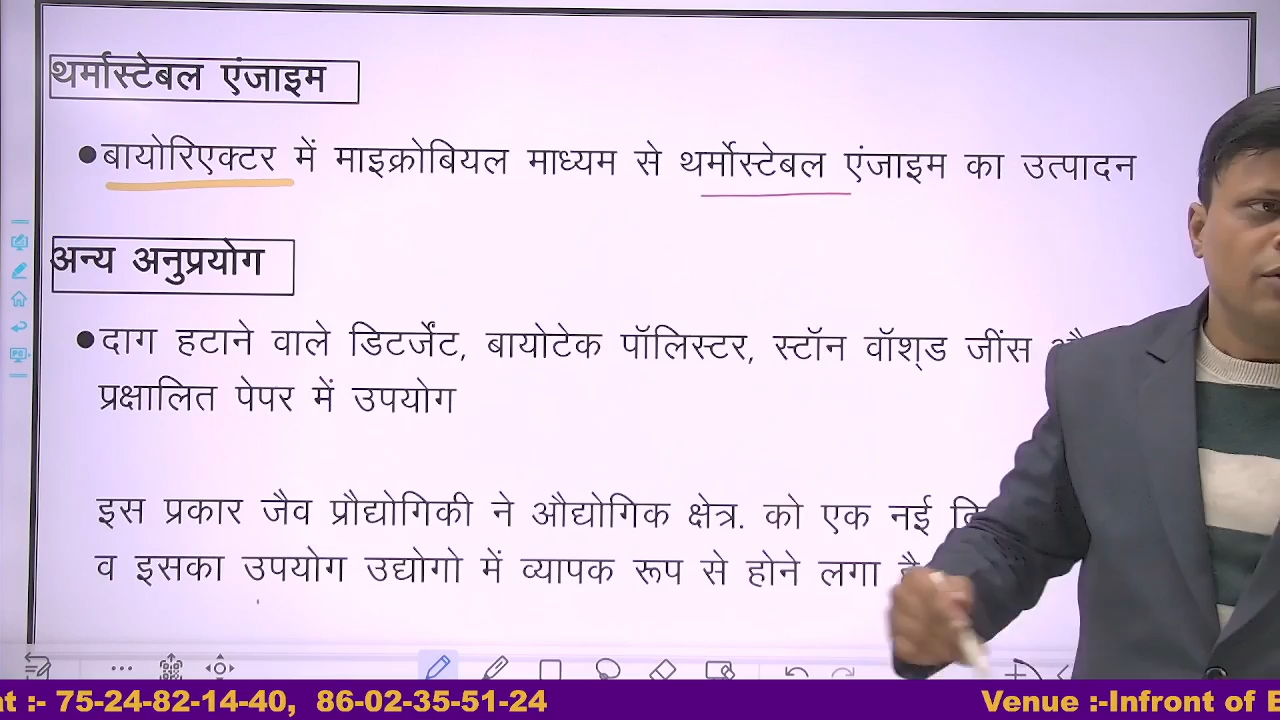 थर्मास्टेबल एंजाइम
●बायोरिएक्टर में माइक्रोबियल माध्यम से थर्मोस्टेबल एंजाइम का उत्पादन
अन्य अनुप्रयोग
●दाग हटाने वाले डिटर्जेंट, बायोटेक पॉलिस्टर, स्टॉन वॉश्ड जींस
प्रक्षालित पेपर में उपयोग
इस प्रकार जैव प्रौद्योगिकी ने औद्योगिक क्षेत्र. को एक नई
व इसका उपयोग उद्योगो में व्यापक रूप से होने लगा
:- 75-24-82-14-40, 86-02-35-51-24
Venue :-Infront of